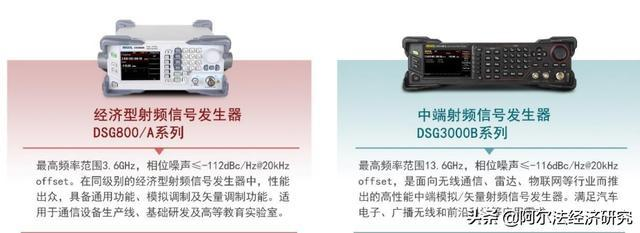 RIGOL
经济型射频信号发生器
DSG800/A系列
最高频率范围3.6GHz，相位噪声≤-112dBc/Hz@20kHz
offset。在同级别的经济型射频信号发生器中，性能
出众，具备通用功能、模拟调制及矢量调制功能。适
用于通信设备生产线、基础研发及高等教育实验室。
RIGOL
中端射频信号发生器
DSG3000B系列
最高频率范围13.6GHz，相位噪声≤-116dBc/Hz@20kHz
offset，是面向无线通信、雷达、物联网等行业而推
出的高性能中端模拟/矢量射频信号发生器。满足汽车
电子、广播无线和前沿
头条@阿尔法经济研究